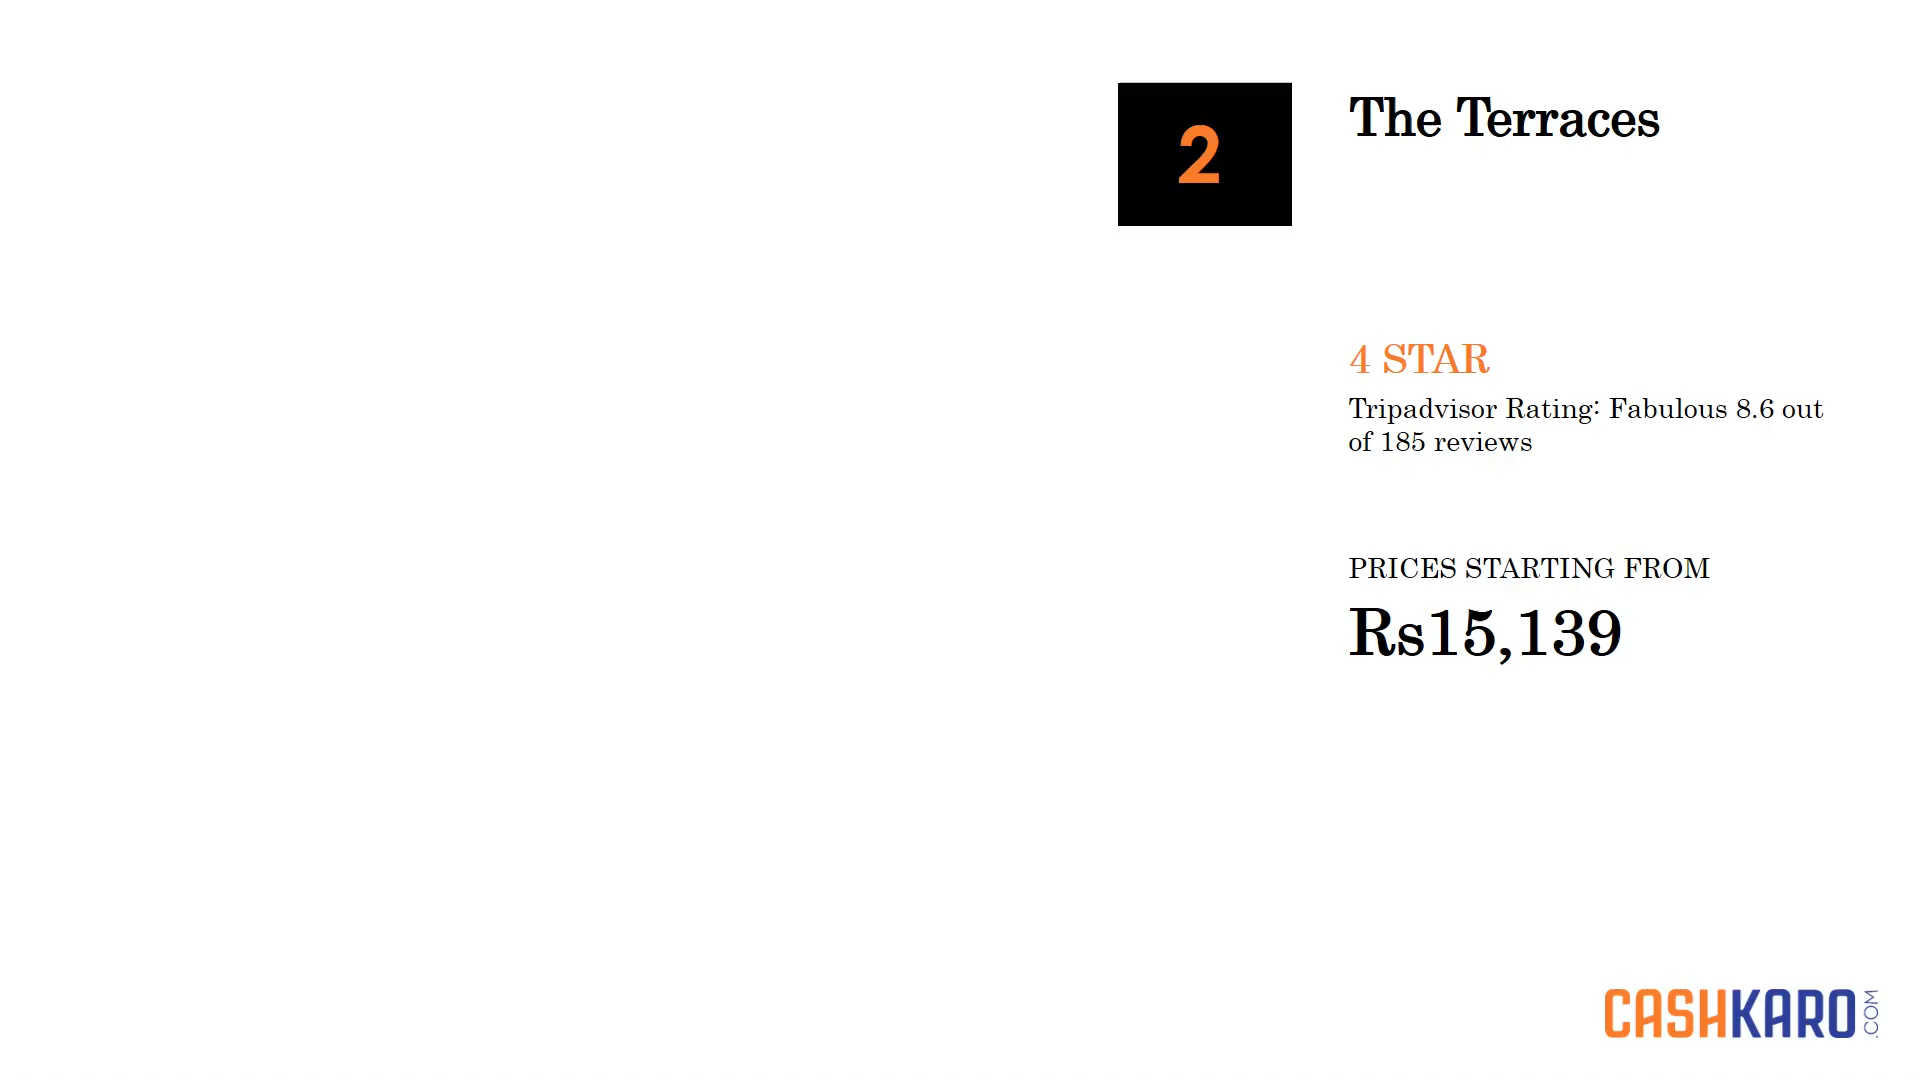 2
The Terraces
4 STAR
Tripadvisor Rating: Fabulous 8.6 out
of 185 reviews
PRICES STARTING FROM
Rs15,139
CASHKARO.COM